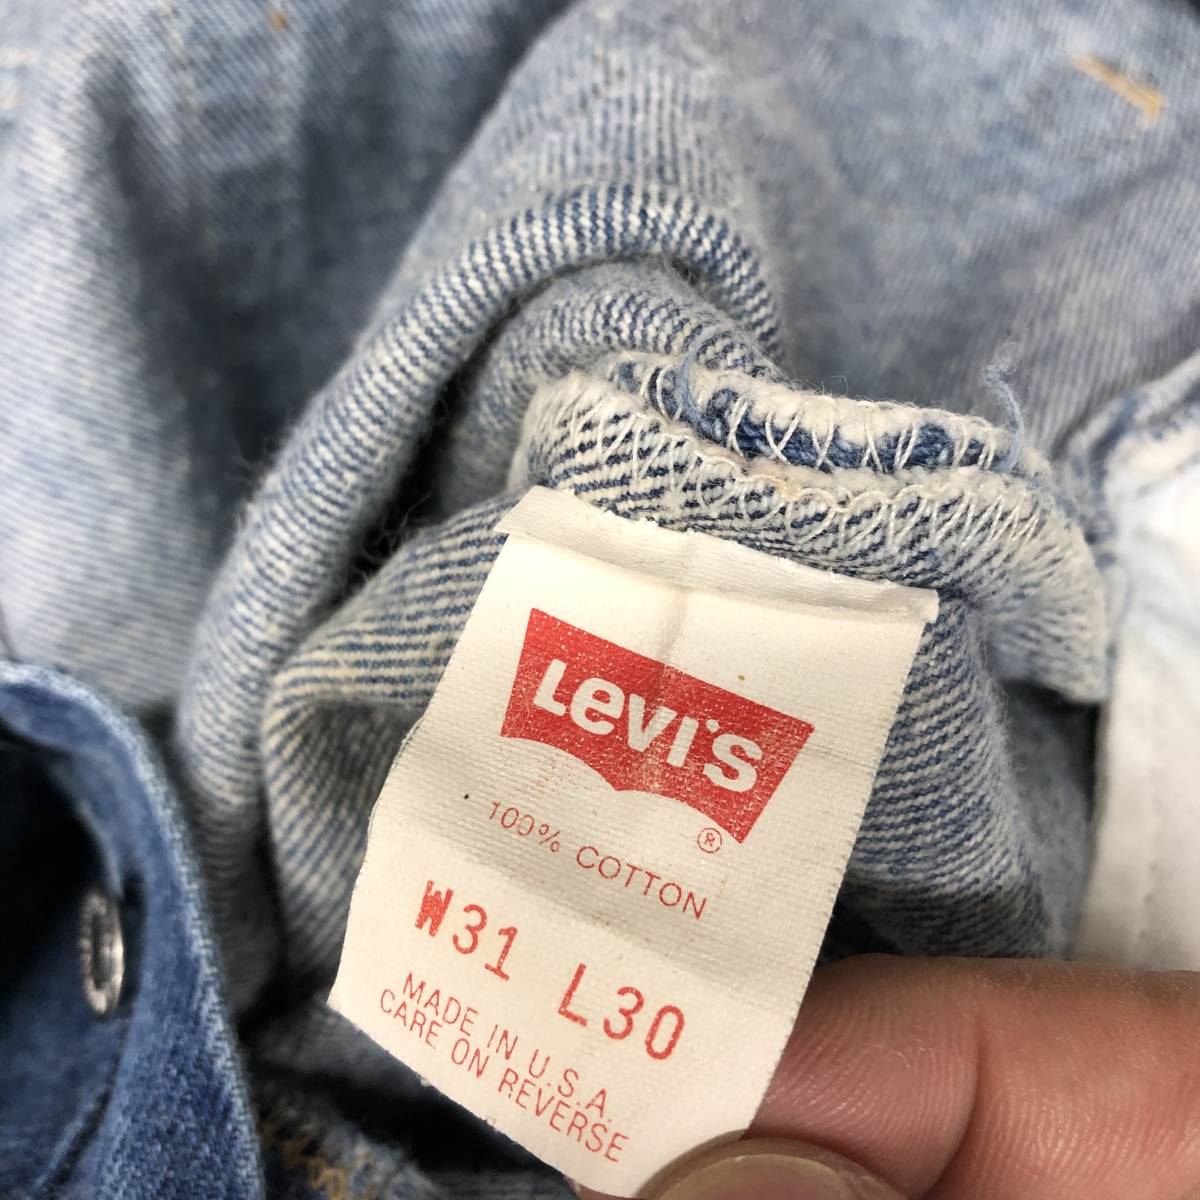 Levi's
®
100% COTTON
W31 L30
MADE IN U.S.A.
CARE ON REVERSE